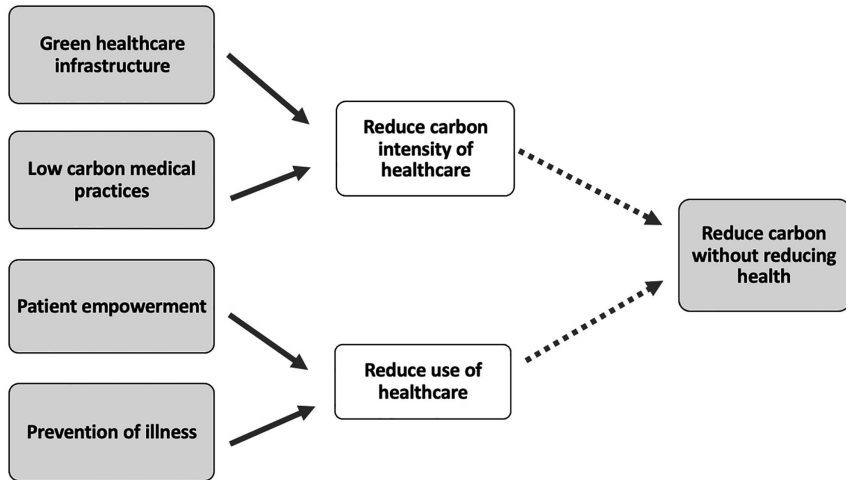 Green healthcare
infrastructure
Low carbon medical
practices
Patient empowerment
Prevention of illness
Reduce carbon
intensity of
healthcare
Reduce use of
healthcare
Reduce carbon
without reducing
health